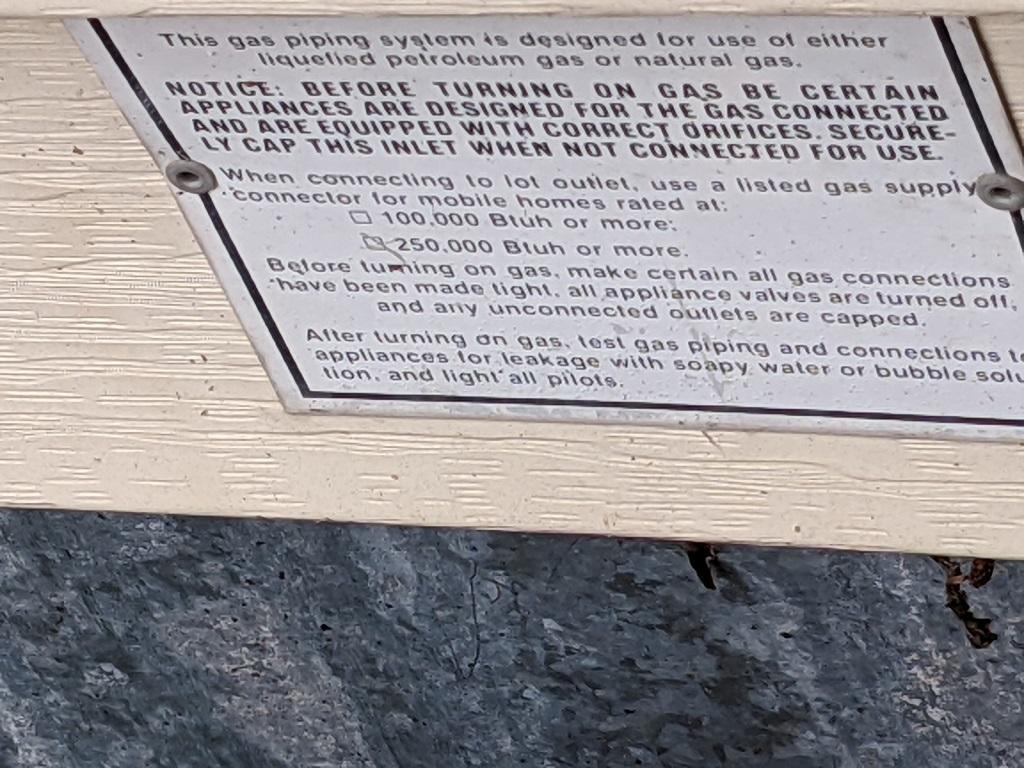 This gas piping system is designed for use of either
liquefied petroleum gas or natural gas.
NOTICE: BEFORE TURNING ON GAS BE CERTAIN
APPLIANCES ARE DESIGNED FOR THE GAS CONNECTED
AND ARE EQUIPPED WITH CORRECT ORIFICES. SECURE-
LY CAP THIS INLET WHEN NOT CONNECTED FOR USE.
When connecting to lot outlet, use a listed gas supply
connector for mobile homes rated at:
☐ 100,000 Btuh or more;
☑ 250,000 Btuh or more.
Before turning on gas, make certain all gas connections
have been made tight, all appliance valves are turned off,
and any unconnected outlets are capped.
After turning on gas, test gas piping and connections to
appliances for leakage with soapy water or bubble solu
tion, and light all pilots.